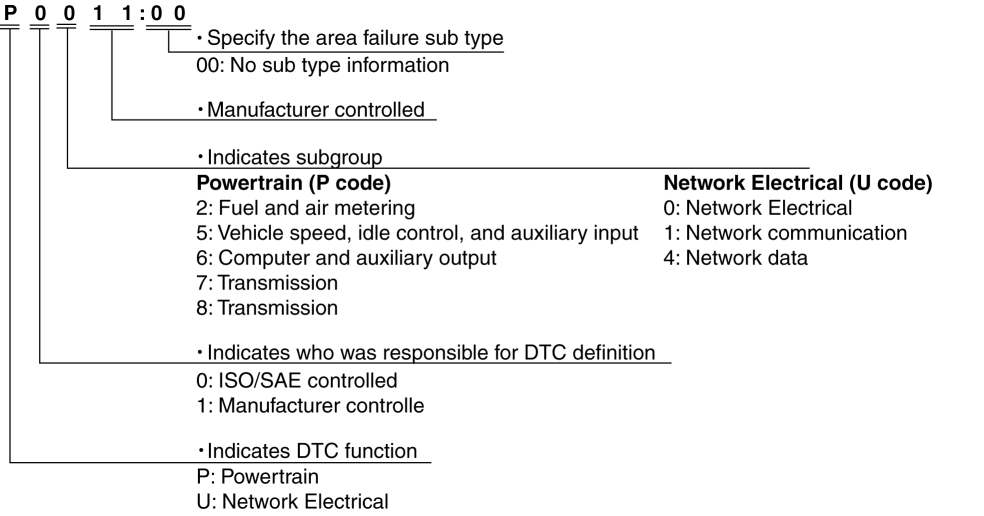 P 0 0 1 1:0 0
・Specify the area failure sub type
00: No sub type information
・Manufacturer controlled
・Indicates subgroup
Powertrain (P code)
2: Fuel and air metering
5: Vehicle speed, idle control, and auxiliary input
6: Computer and auxiliary output
7: Transmission
8: Transmission
Network Electrical (U code)
0: Network Electrical
1: Network communication
4: Network data
・Indicates who was responsible for DTC definition
0: ISO/SAE controlled
1: Manufacturer controlle
・Indicates DTC function
P: Powertrain
U: Network Electrical